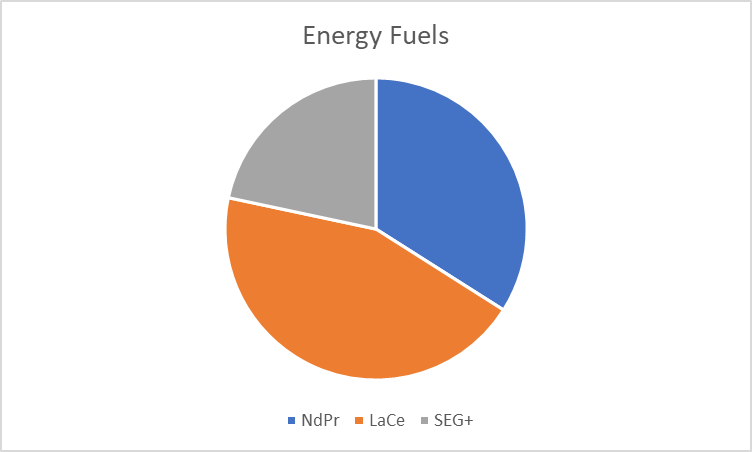 Energy Fuels
NdPr LaCe SEG+